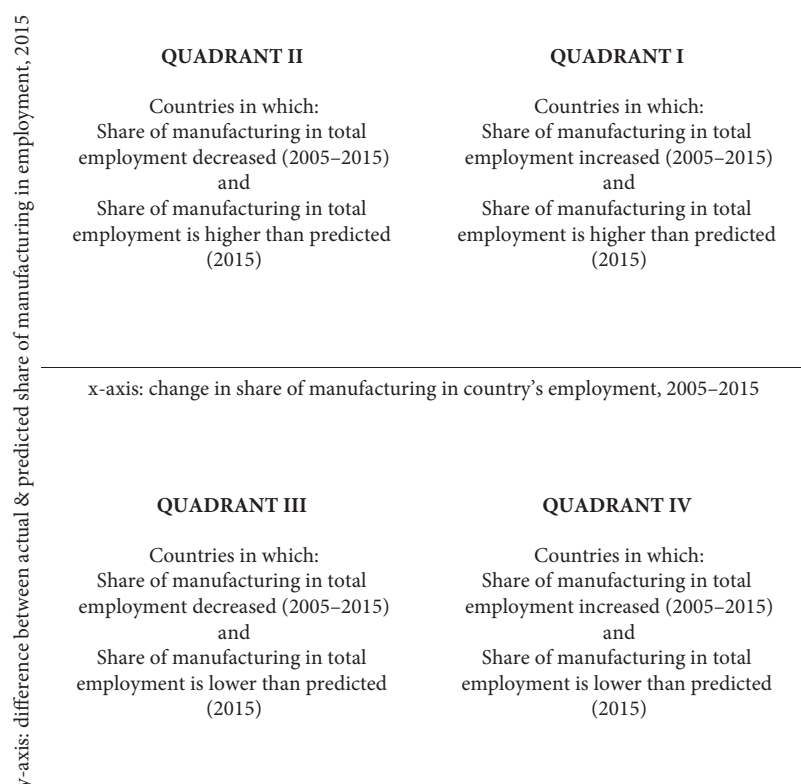 y-axis: difference between actual & predicted share of manufacturing in employment, 2015
QUADRANT II
Countries in which:
Share of manufacturing in total
employment decreased (2005–2015)
and
Share of manufacturing in total
employment is higher than predicted
(2015)
QUADRANT I
Countries in which:
Share of manufacturing in total
employment increased (2005–2015)
and
Share of manufacturing in total
employment is higher than predicted
(2015)
x-axis: change in share of manufacturing in country’s employment, 2005–2015
QUADRANT III
Countries in which:
Share of manufacturing in total
employment decreased (2005–2015)
and
Share of manufacturing in total
employment is lower than predicted
(2015)
QUADRANT IV
Countries in which:
Share of manufacturing in total
employment increased (2005–2015)
and
Share of manufacturing in total
employment is lower than predicted
(2015)